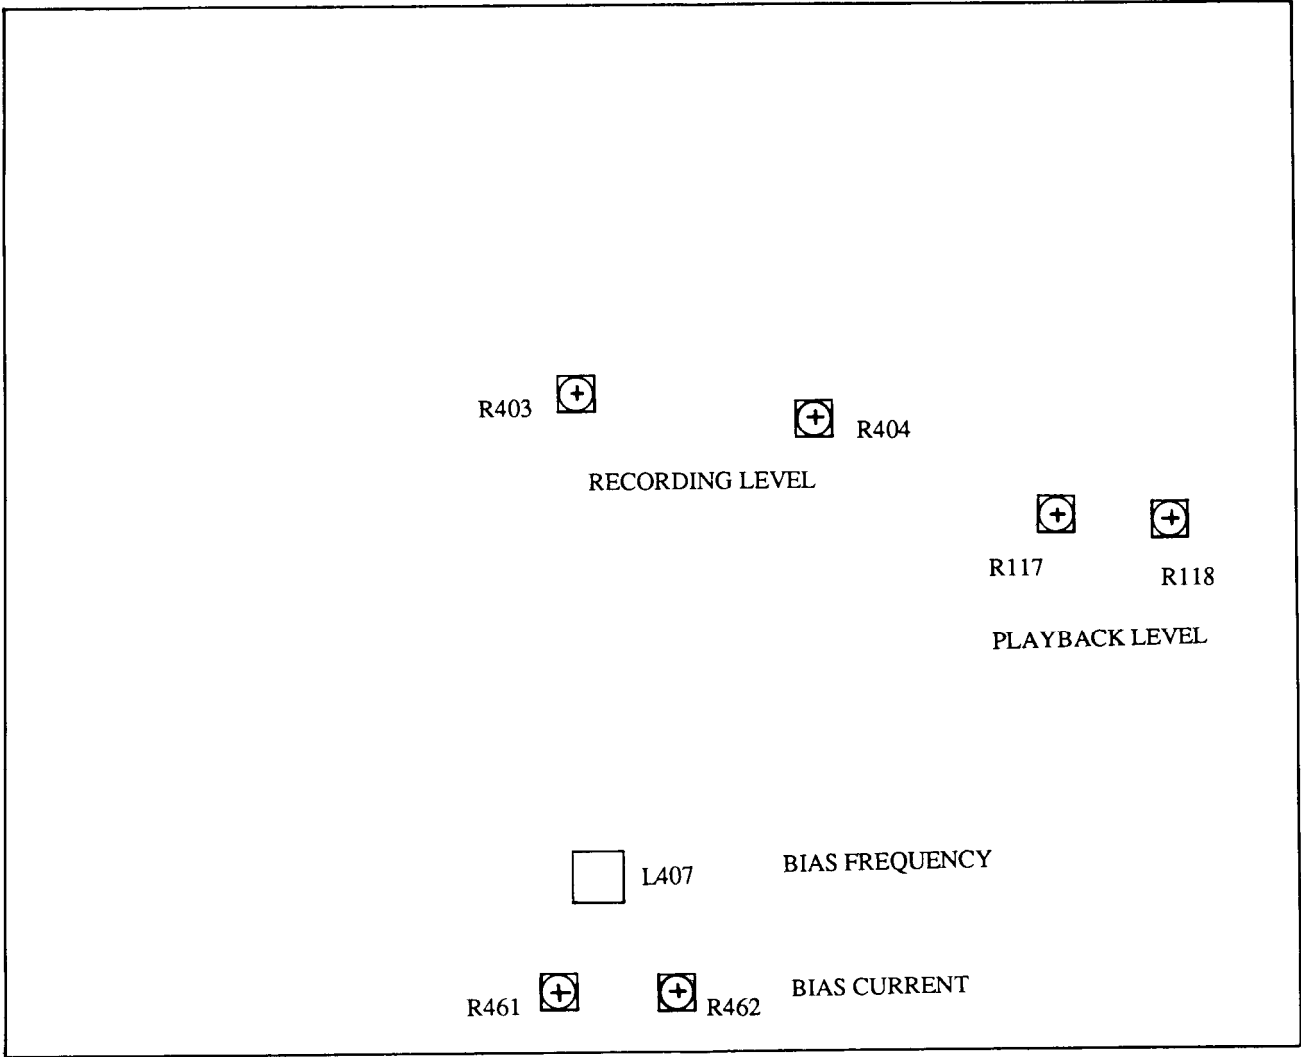 R403
R404
RECORDING LEVEL
R117
R118
PLAYBACK LEVEL
L407
BIAS FREQUENCY
R461
R462
BIAS CURRENT